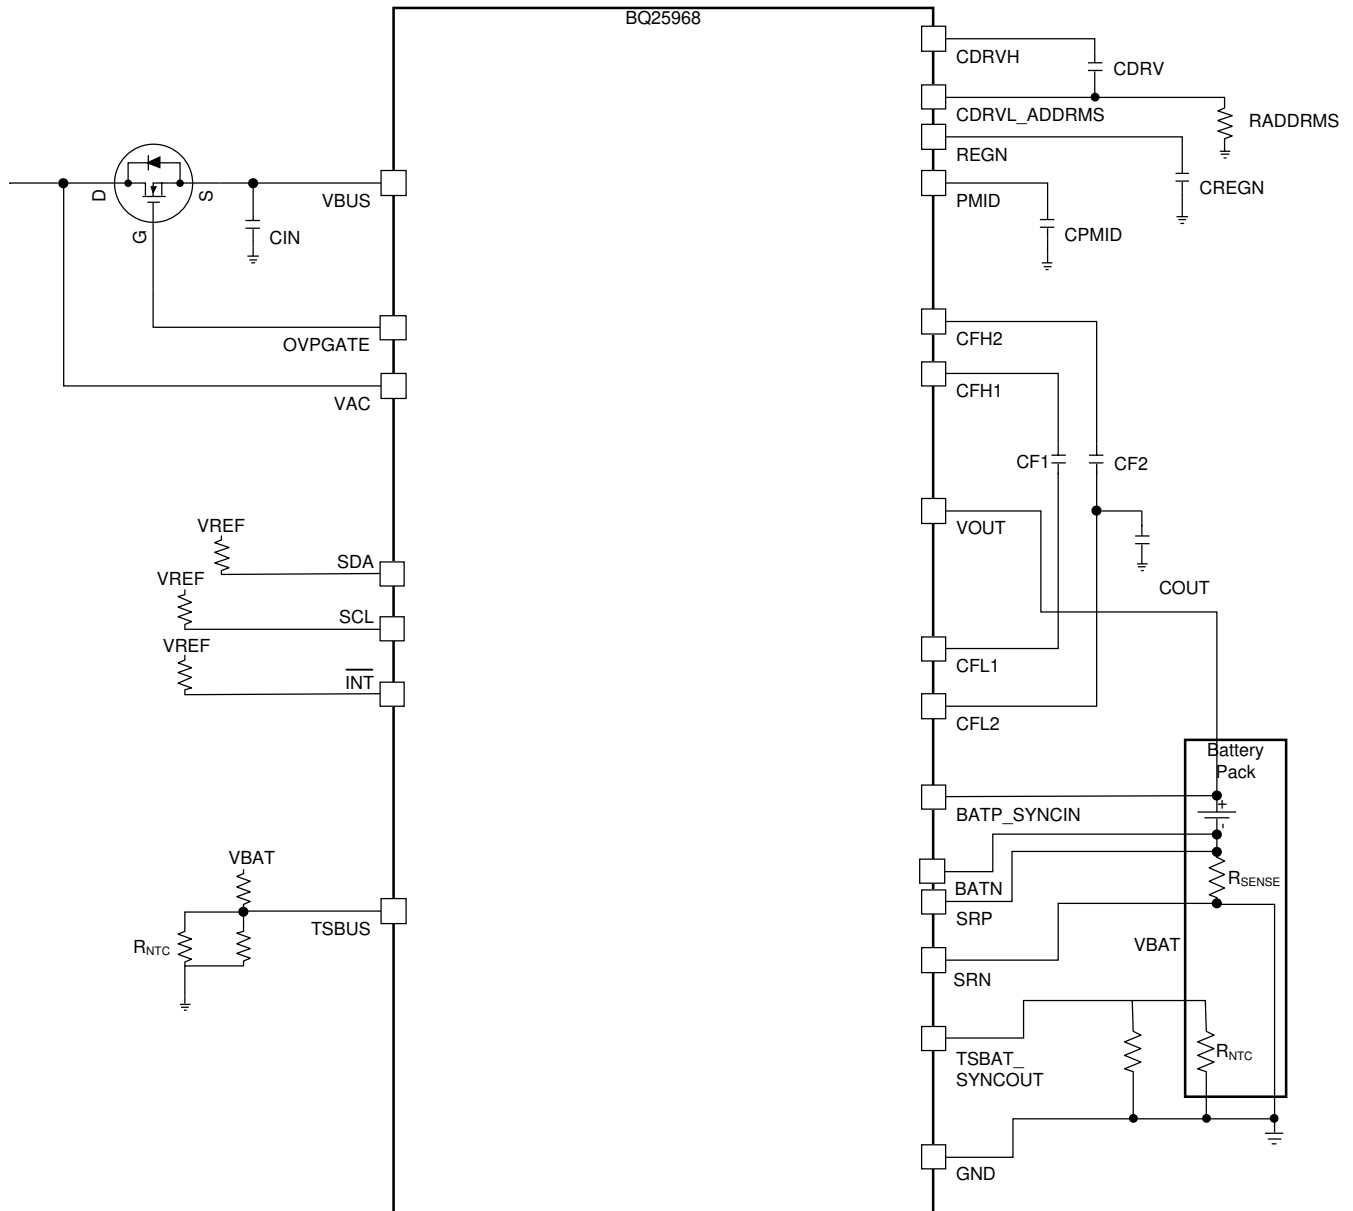 BQ25968
CDRVH
CDRV
CDRVL_ADDRMS
RADDRMS
REGN
CREGN
PMID
CPMID
D
S
G
VBUS
CIN
OVPGATE
VAC
CFH2
CFH1
CF1
CF2
VOUT
COUT
VREF
SDA
VREF
SCL
VREF
INT
CFL1
CFL2
Battery
Pack
+
-
BATP_SYNCIN
BATN
RSENSE
SRP
VBAT
SRN
VBAT
TSBUS
RNTC
TSBAT_
SYNCOUT
RNTC
GND